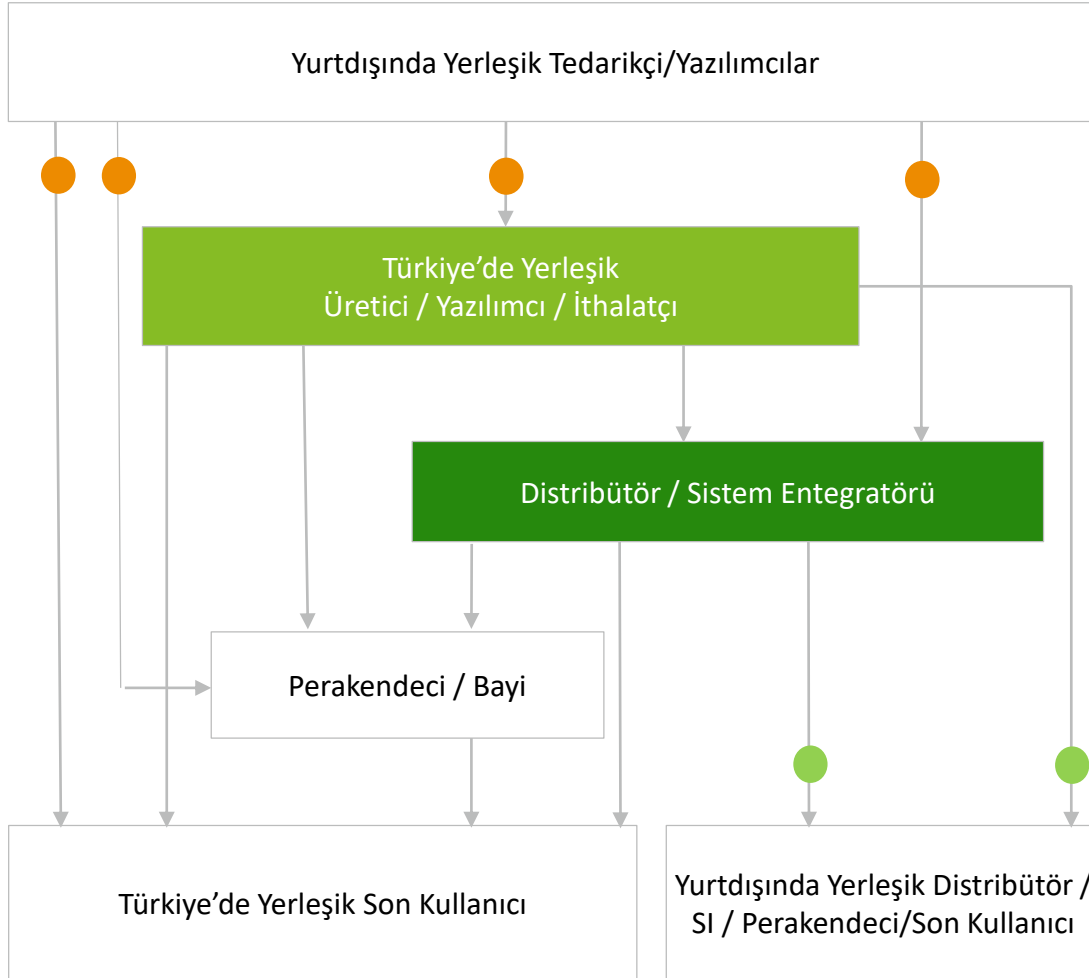 Yurtdışında Yerleşik Tedarikçi/Yazılımcılar
Türkiye’de Yerleşik
Üretici / Yazılımcı / İthalatçı
Distribütör / Sistem Entegratörü
Perakendeci / Bayi
Türkiye’de Yerleşik Son Kullanıcı
Yurtdışında Yerleşik Distribütör /
SI / Perakendeci/Son Kullanıcı